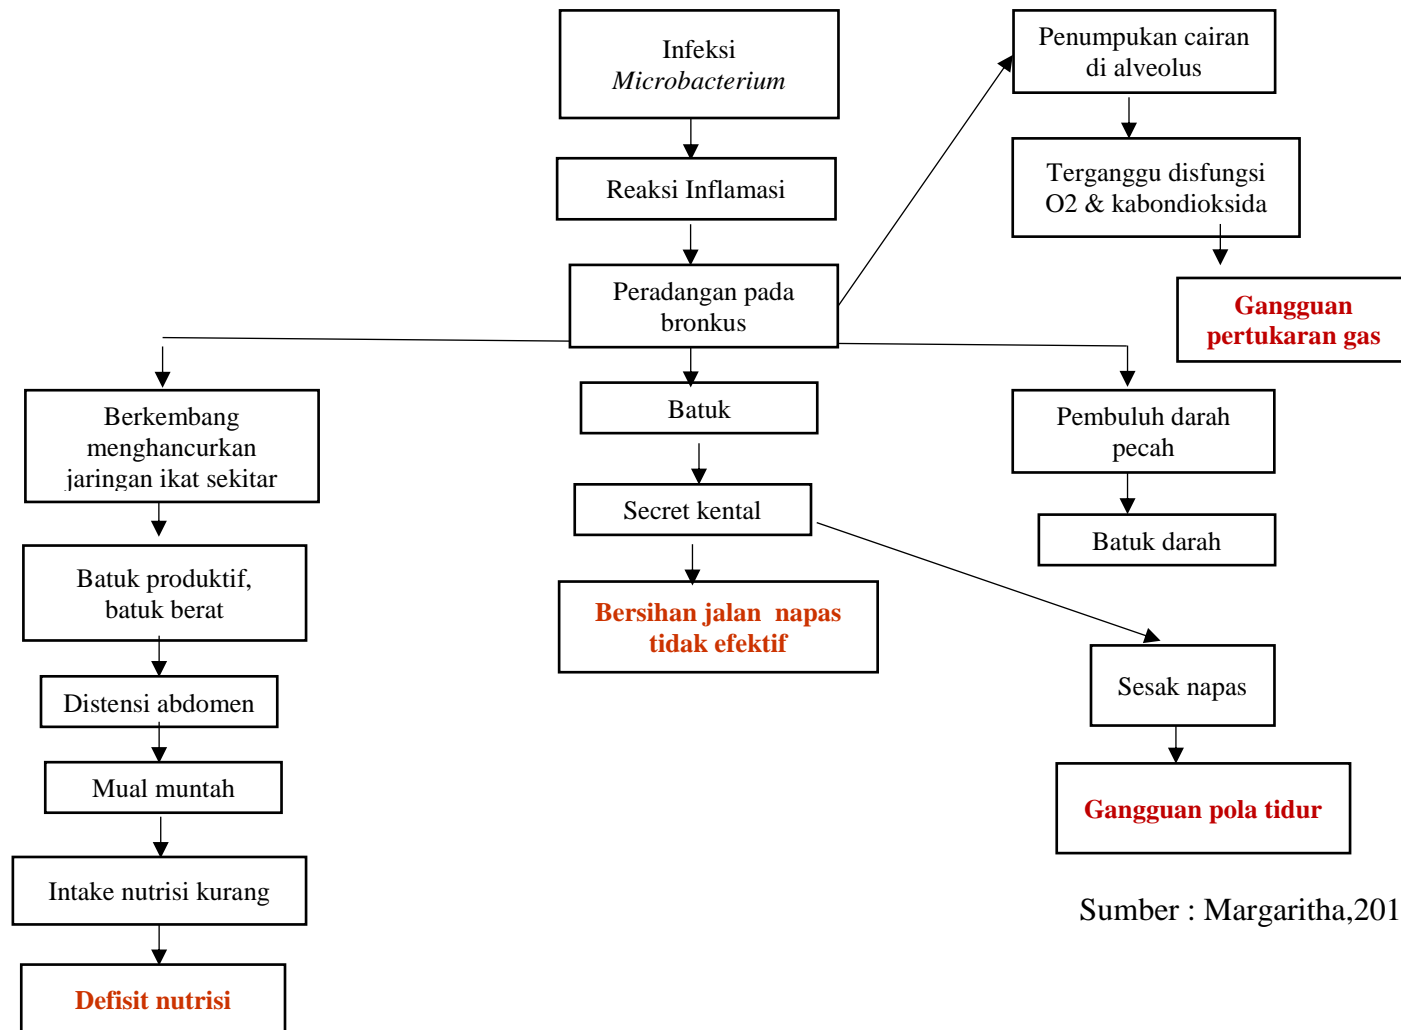 Infeksi
Microbacterium
Penumpukan cairan
di alveolus
Reaksi Inflamasi
Terganggu disfungsi
O2 & kabondioksida
Peradangan pada
bronkus
Gangguan
pertukaran gas
Berkembang
menghancurkan
jaringan ikat sekitar
Batuk
Pembuluh darah
pecah
Secret kental
Batuk darah
Batuk produktif,
batuk berat
Bersihan jalan napas
tidak efektif
Distensi abdomen
Sesak napas
Mual muntah
Gangguan pola tidur
Intake nutrisi kurang
Sumber : Margaritha,201
Defisit nutrisi